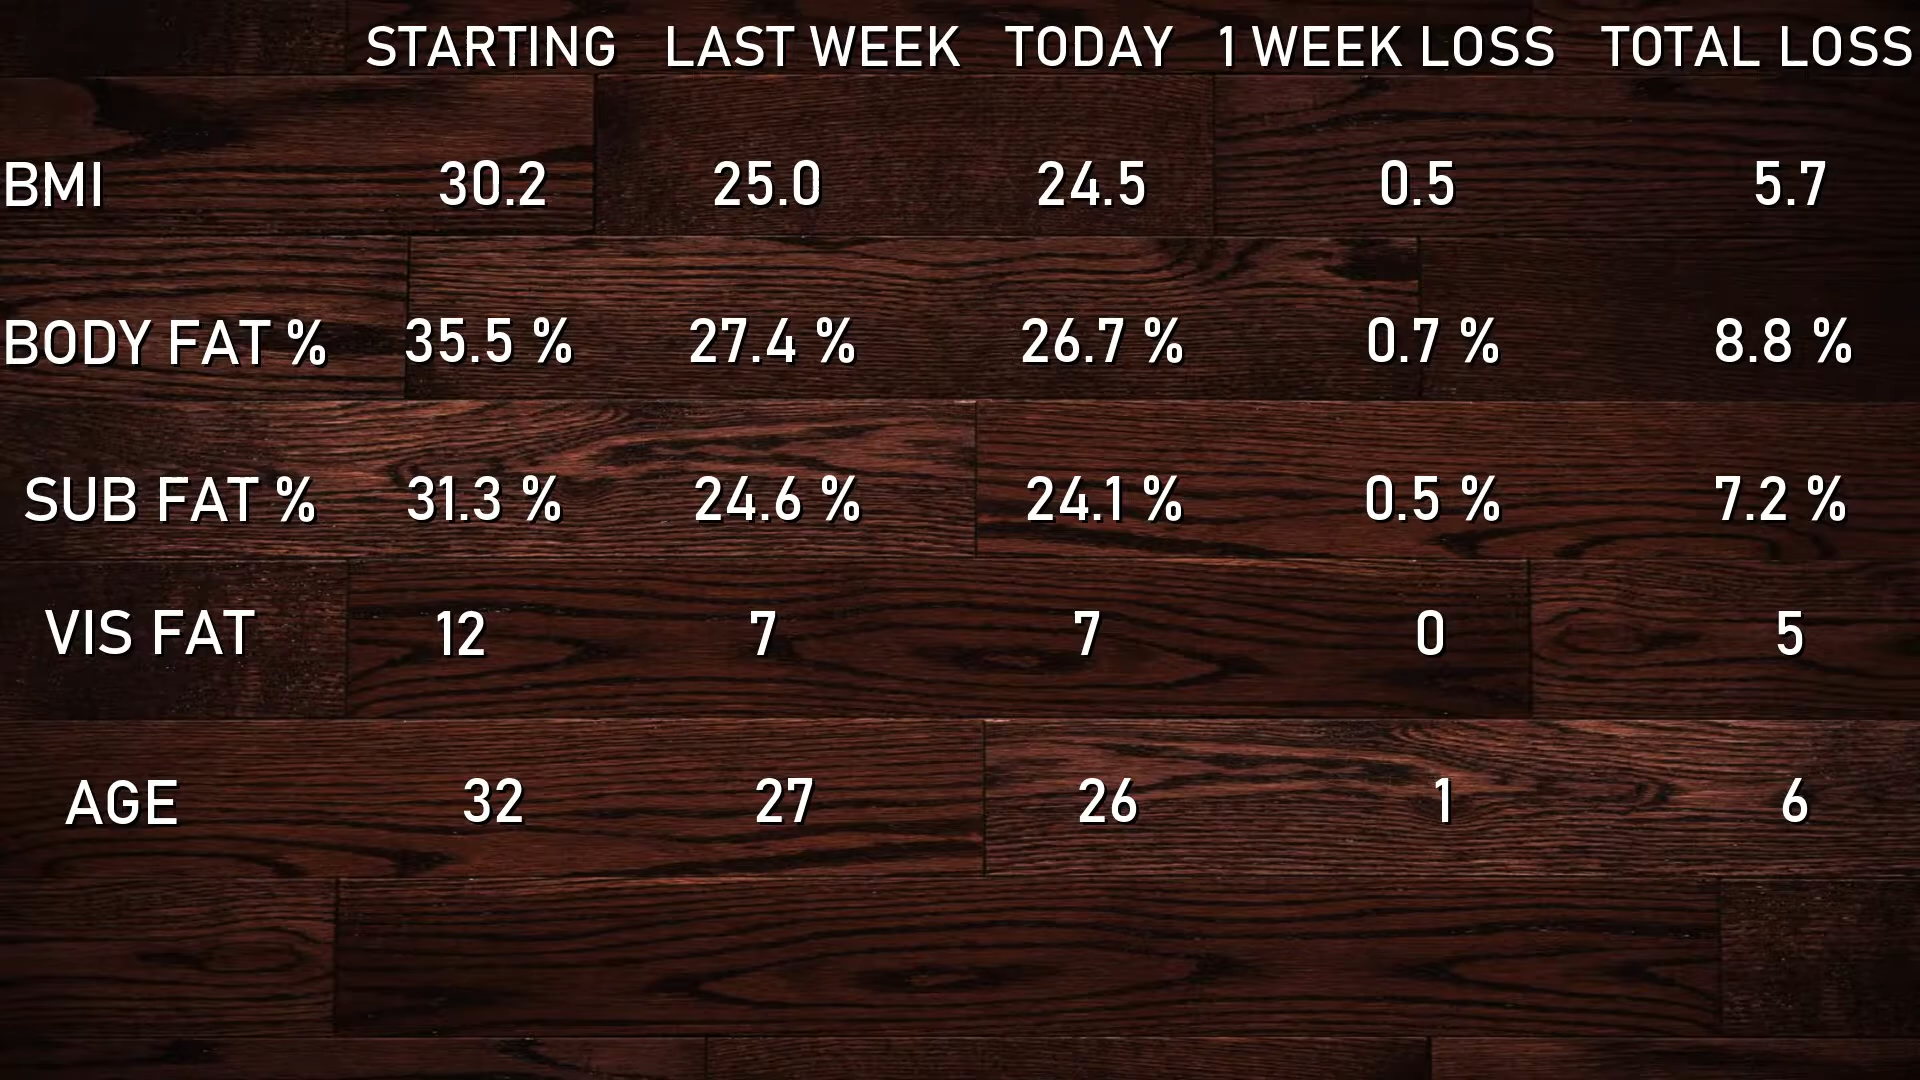 STARTING LAST WEEK TODAY 1 WEEK LOSS TOTAL LOSS
BMI 30.2 25.0 24.5 0.5 5.7
BODY FAT % 35.5 % 27.4 % 26.7 % 0.7 % 8.8 %
SUB FAT % 31.3 % 24.6 % 24.1 % 0.5 % 7.2 %
VIS FAT 12 7 7 0 5
AGE 32 27 26 1 6